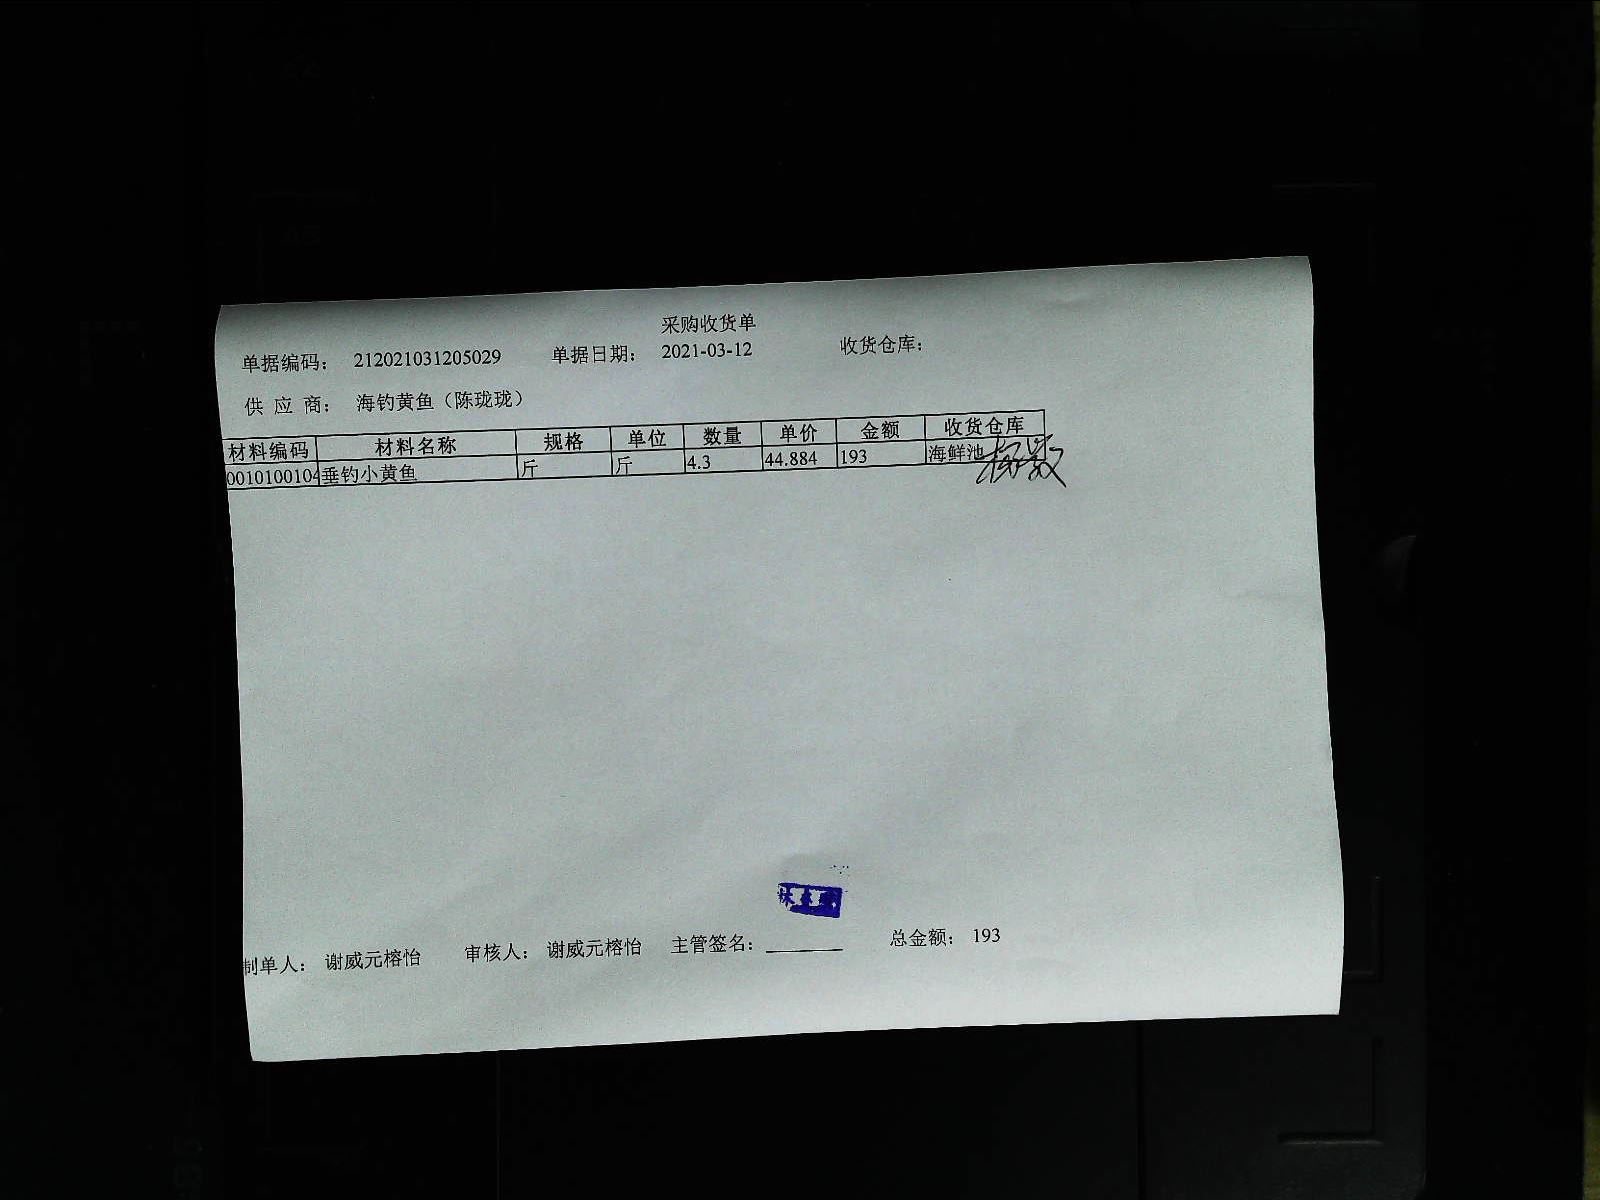 采购收货单
单据编码： 212021031205029 单据日期： 2021-03-12 收货仓库：
供 应 商： 海钓黄鱼（陈珑珑）
材料编码 材料名称 规格 单位 数量 单价 金额 收货仓库
0010100104 垂钓小黄鱼 斤 斤 4.3 44.884 193 海鲜池
制单人： 谢威元榕怡 审核人： 谢威元榕怡 主管签名： 总金额： 193